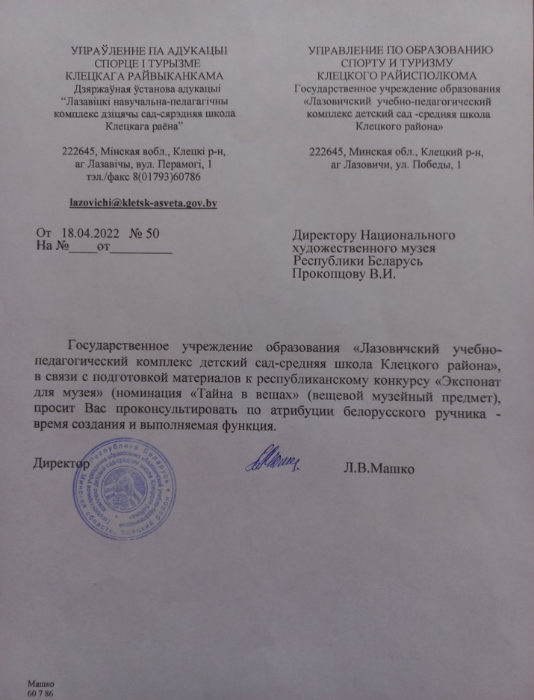 УПРАЎЛЕННЕ ПА АДУКАЦЫІ
СПОРЦЕ І ТУРЫЗМЕ
КЛЕЦКАГА РАЙВЫКАНКАМА
Дзяржаўная ўстанова адукацыі
“Лазавіцкі навучальна-педагагічны
комплекс дзіцячы сад-сярэдняя школа
Клецкага раёна”
222645, Мінская вобл., Клецкі р-н,
аг Лазавічы, вул. Перамогі, 1
тэл./факс 8(01793)60786
lazovichi@kletsk-asveta.gov.by
УПРАВЛЕНИЕ ПО ОБРАЗОВАНИЮ
СПОРТУ И ТУРИЗМУ
КЛЕЦКОГО РАЙИСПОЛКОМА
Государственное учреждение образования
«Лазовичский учебно-педагогический
комплекс детский сад -средняя школа
Клецкого района»
222645, Минская обл., Клецкий р-н,
аг Лазовичи, ул. Победы, 1
От 18.04.2022 № 50
На №____от__________
Директору Национального
художественного музея
Республики Беларусь
Прокопцову В.И.
Государственное учреждение образования «Лазовичский учебно-
педагогический комплекс детский сад-средняя школа Клецкого района»,
в связи с подготовкой материалов к республиканскому конкурсу «Экспонат
для музея» (номинация «Тайна в вещах» (вещевой музейный предмет),
просит Вас проконсультировать по атрибуции белорусского ручника -
время создания и выполняемая функция.
Директор
Л.В.Машко
Машко
60 7 86